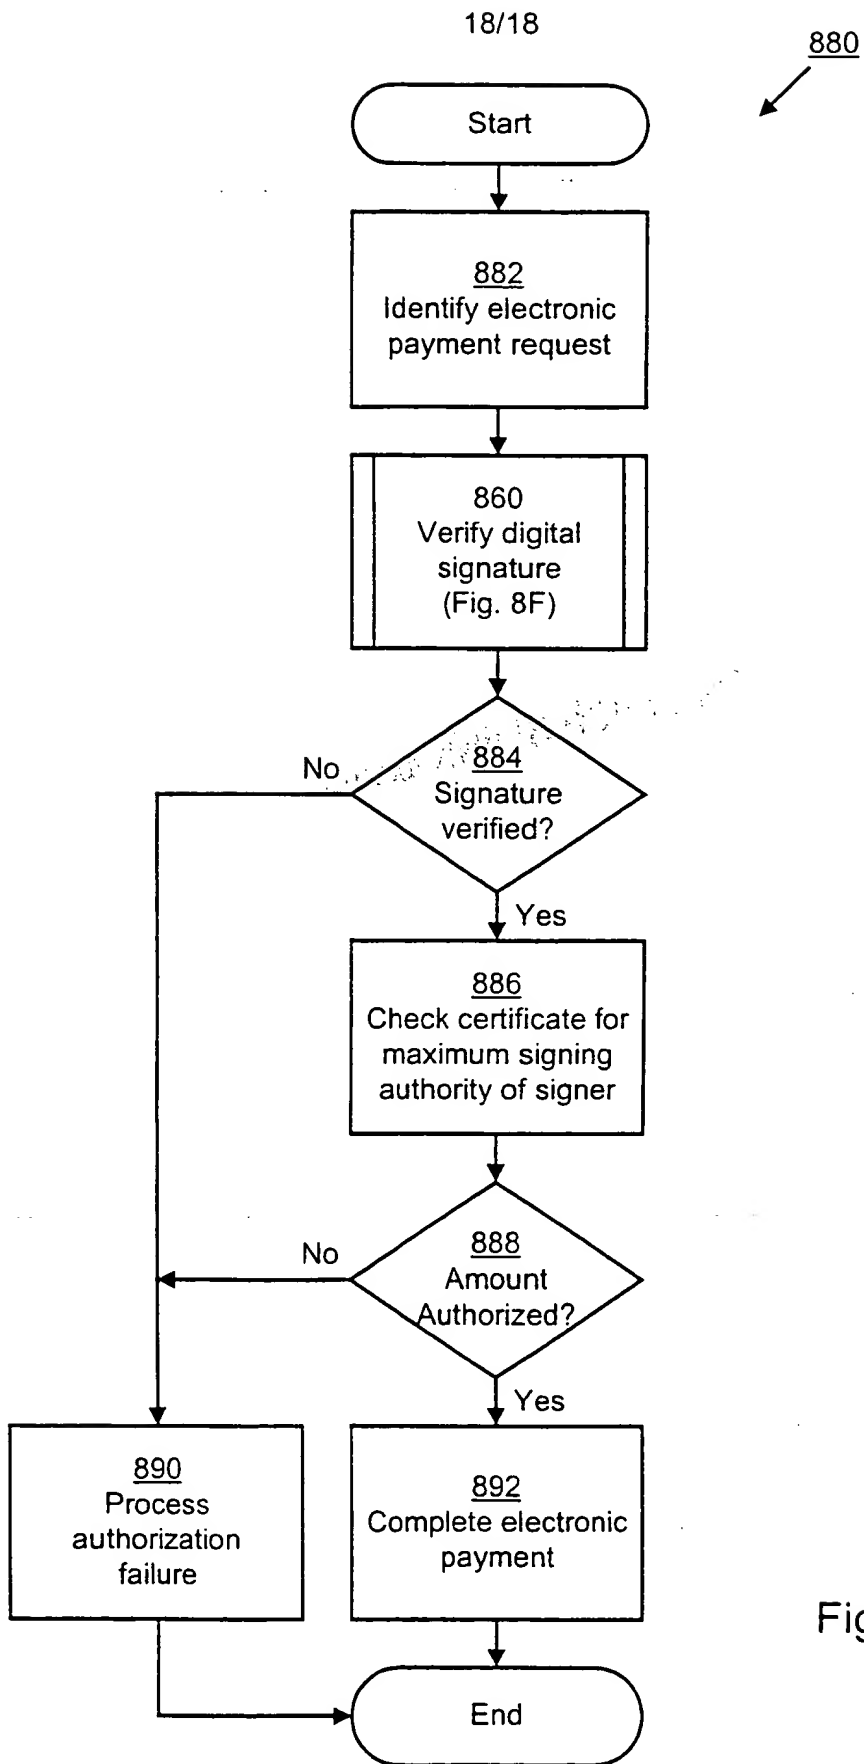 18/18
880
Start
882
Identify electronic
payment request
860
Verify digital
signature
(Fig. 8F)
884
Signature
verified?
No
Yes
886
Check certificate for
maximum signing
authority of signer
888
Amount
Authorized?
No
Yes
890
Process
authorization
failure
892
Complete electronic
payment
End
Fig